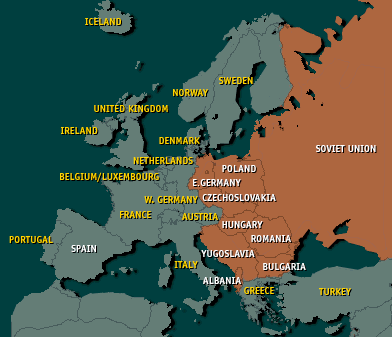 ICELAND
SWEDEN
NORWAY
UNITED KINGDOM
IRELAND
DENMARK
SOVIET UNION
NETHERLANDS
POLAND
BELGIUM/LUXEMBOURG
E.GERMANY
W. GERMANY
CZECHOSLOVAKIA
FRANCE
AUSTRIA
HUNGARY
PORTUGAL
ROMANIA
SPAIN
YUGOSLAVIA
ITALY
BULGARIA
ALBANIA
GREECE
TURKEY